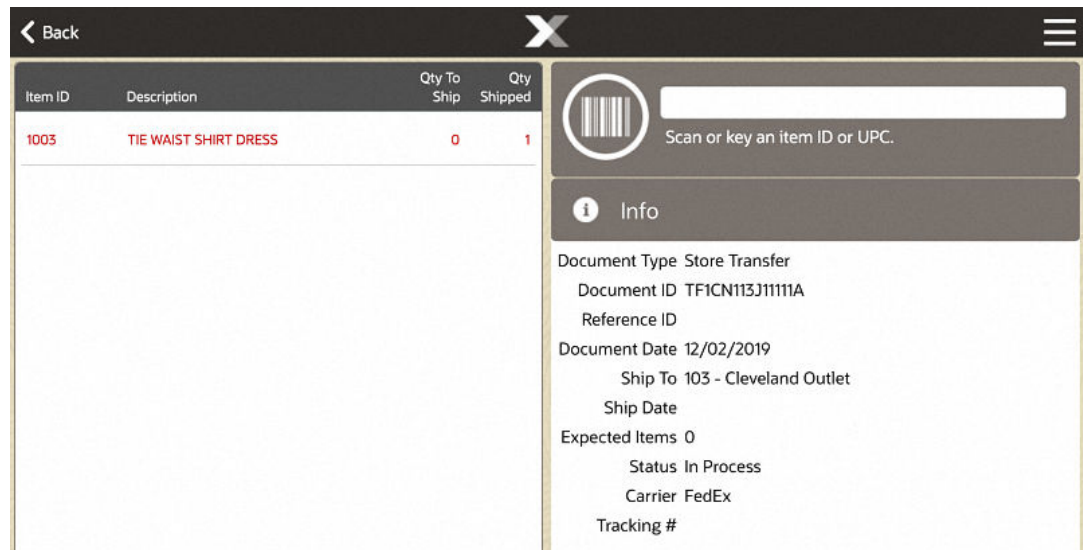 Back
Item ID Description Qty To Ship Qty Shipped
1003 TIE WAIST SHIRT DRESS 0 1
Scan or key an item ID or UPC.
Info
Document Type Store Transfer
Document ID TF1CN113J11111A
Reference ID
Document Date 12/02/2019
Ship To 103 - Cleveland Outlet
Ship Date
Expected Items 0
Status In Process
Carrier FedEx
Tracking #